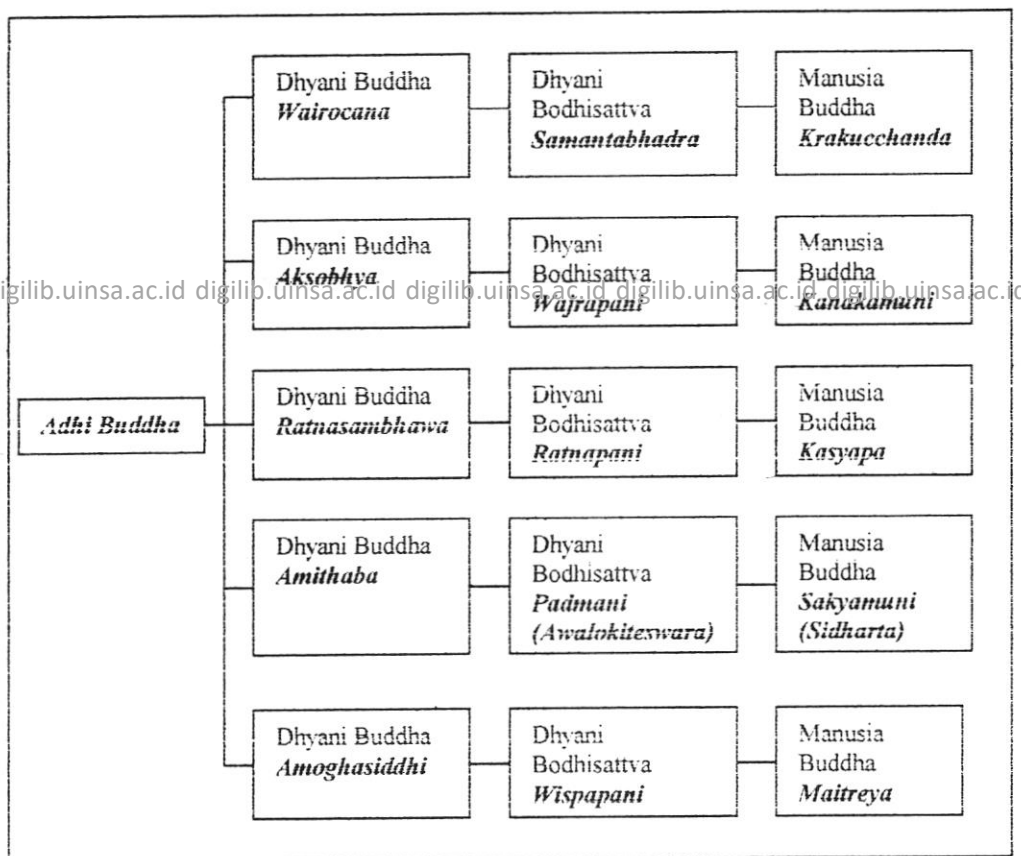 Dhyani Buddha
Wairocana
Dhyani
Bodhisattva
Samantabhadra
Manusia
Buddha
Krakucchanda
Dhyani Buddha
Aksobhya
Dhyani
Bodhisattva
Wajrapani
Manusia
Buddha
Kanakamuni
digilib.uinsa.ac.id digilib.uinsa.ac.id digilib.uinsa.ac.id digilib.uinsa.ac.id digilib.uinsa.ac.id
Adhi Buddha
Dhyani Buddha
Ratnasambhawa
Dhyani
Bodhisattva
Ratnapani
Manusia
Buddha
Kasyapa
Dhyani Buddha
Amithaba
Dhyani
Bodhisattva
Padmani
(Awalokiteswara)
Manusia
Buddha
Sakyamuni
(Sidharta)
Dhyani Buddha
Amoghasiddhi
Dhyani
Bodhisattva
Wispapani
Manusia
Buddha
Maitreya